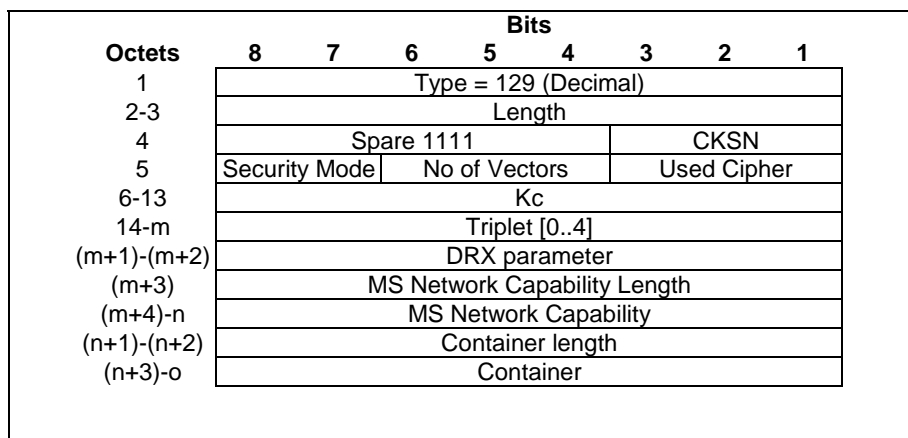 Bits
Octets 8 7 6 5 4 3 2 1
1 Type = 129 (Decimal)
2-3 Length
4 Spare 1111 CKSN
5 Security Mode No of Vectors Used Cipher
6-13 Kc
14-m Triplet [0..4]
(m+1)-(m+2) DRX parameter
(m+3) MS Network Capability Length
(m+4)-n MS Network Capability
(n+1)-(n+2) Container length
(n+3)-o Container